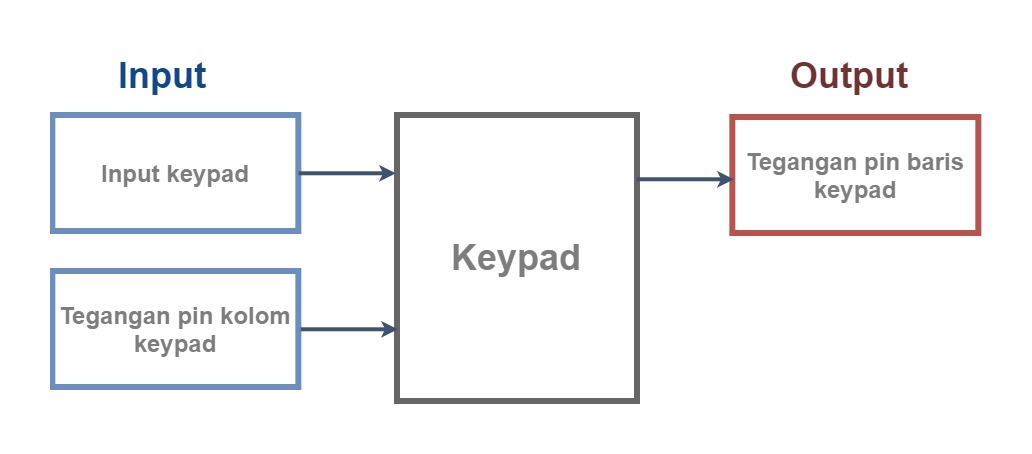 Input
Output
Input keypad
Tegangan pin baris
keypad
Keypad
Tegangan pin kolom
keypad